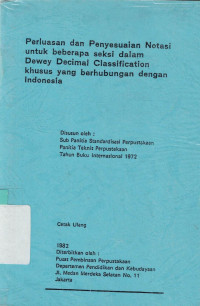 Perluasan dan Penyesuaian Notasi
untuk beberapa seksi dalam
Dewey Decimal Classification
khusus yang berhubungan dengan
Indonesia
Disusun oleh :
Sub Panitia Standardisasi Perpustakaan
Panitia Teknis Perpustakaan
Tahun Buku Internasional 1972
Cetak Ulang
1982
Diterbitkan oleh :
Pusat Pembinaan Perpustakaan
Departemen Pendidikan dan Kebudayaan
Jl. Medan Merdeka Selatan No. 11
Jakarta